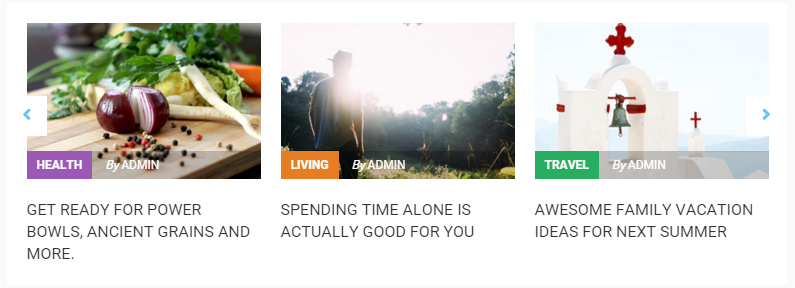 HEALTH By ADMIN
GET READY FOR POWER
BOWLS, ANCIENT GRAINS AND
MORE.
LIVING By ADMIN
SPENDING TIME ALONE IS
ACTUALLY GOOD FOR YOU
TRAVEL By ADMIN
AWESOME FAMILY VACATION
IDEAS FOR NEXT SUMMER